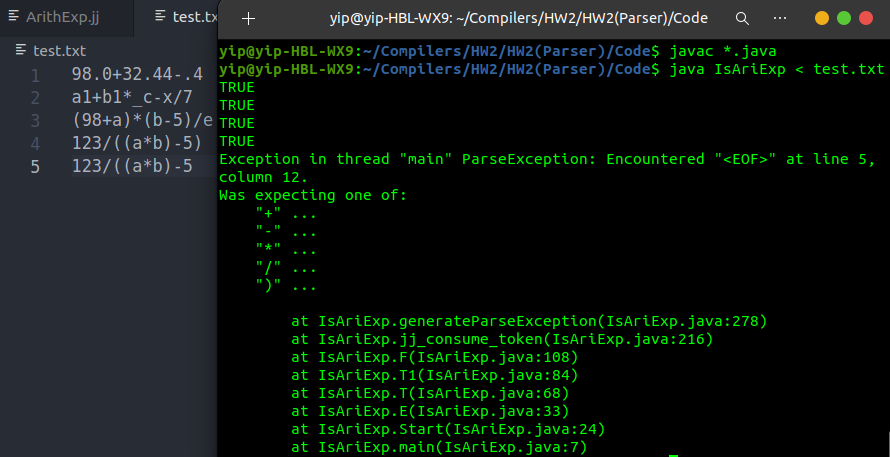 ArithExp.jj
test.tx
yip@yip-HBL-WX9: ~/Compilers/HW2/HW2(Parser)/Code
test.txt
1 98.0+32.44-.4
2 a1+b1*_c-x/7
3 (98+a)*(b-5)/e
4 123/((a*b)-5)
5 123/((a*b)-5
yip@yip-HBL-WX9:~/Compilers/HW2/HW2(Parser)/Code$ javac *.java
yip@yip-HBL-WX9:~/Compilers/HW2/HW2(Parser)/Code$ java IsAriExp < test.txt
TRUE
TRUE
TRUE
TRUE
Exception in thread "main" ParseException: Encountered "<EOF>" at line 5,
column 12.
Was expecting one of:
    "+" ...
    "-" ...
    "*" ...
    "/" ...
    ")" ...
        at IsAriExp.generateParseException(IsAriExp.java:278)
        at IsAriExp.jj_consume_token(IsAriExp.java:216)
        at IsAriExp.F(IsAriExp.java:108)
        at IsAriExp.T1(IsAriExp.java:84)
        at IsAriExp.T(IsAriExp.java:68)
        at IsAriExp.E(IsAriExp.java:33)
        at IsAriExp.Start(IsAriExp.java:24)
        at IsAriExp.main(IsAriExp.java:7)